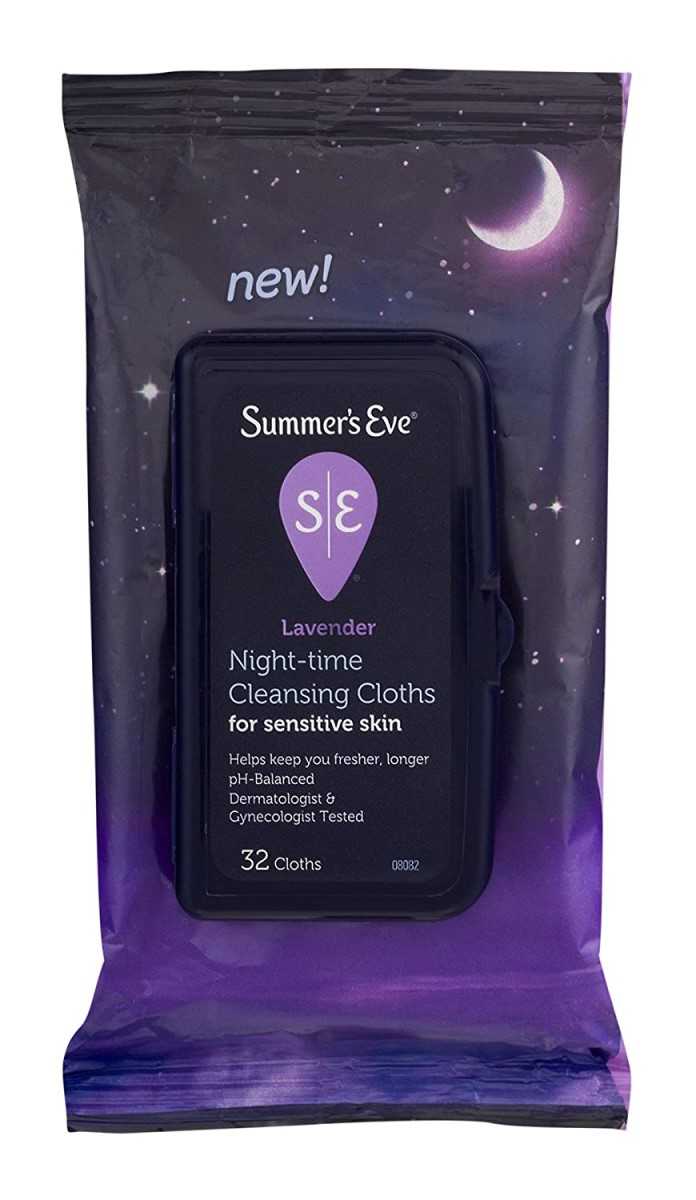 new!
Summer's Eve®
S|E
®
Lavender
Night-time
Cleansing Cloths
for sensitive skin
Helps keep you fresher, longer
pH-Balanced
Dermatologist &
Gynecologist Tested
32 Cloths 08082